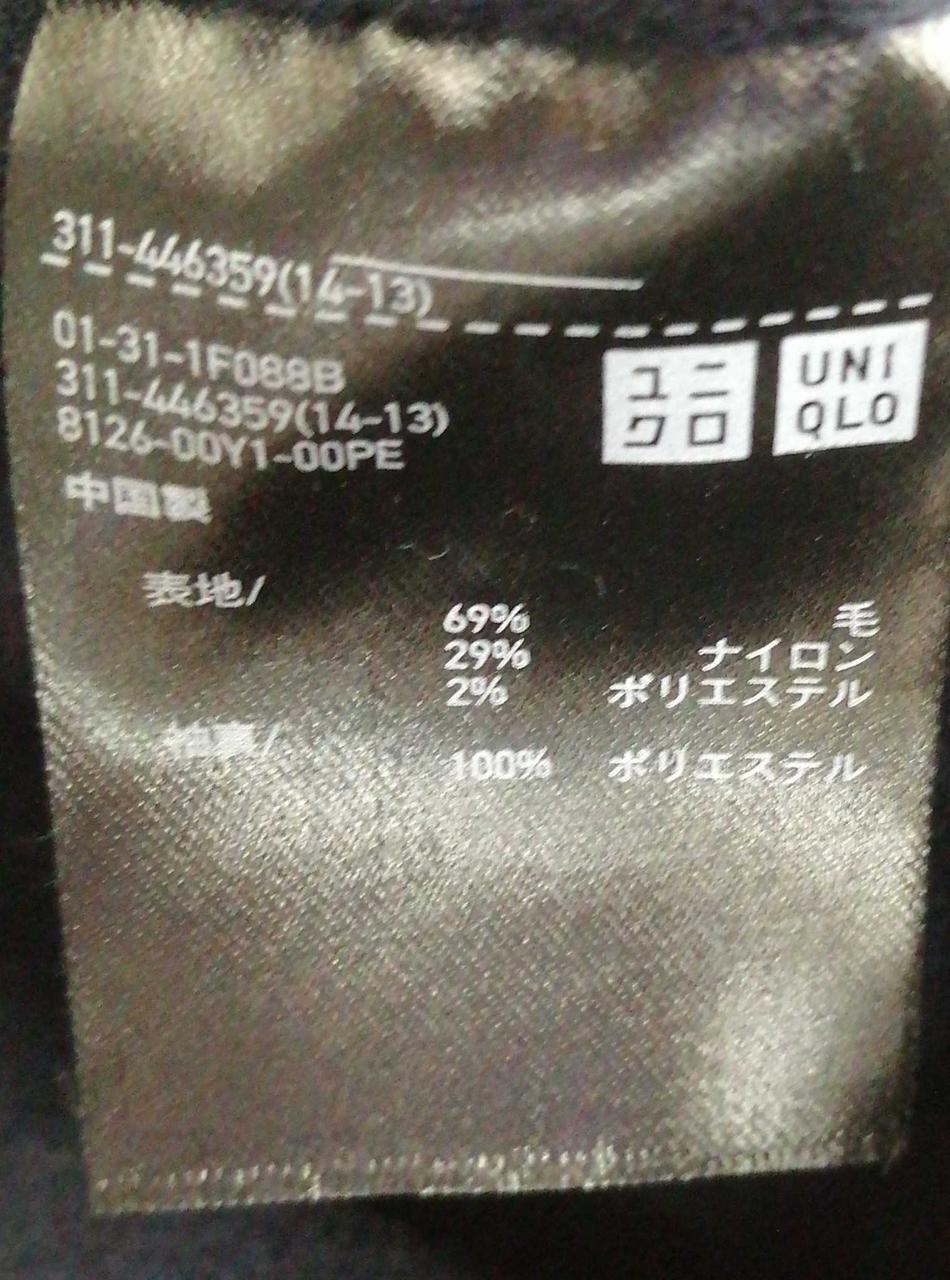 311-446359(14-13)
01-31-1F088B
311-446359(14-13)
8126-00Y1-00PE
中国製
ユニ
クロ
UNI
QLO
表地/
69% 毛
29% ナイロン
2% ポリエステル
袖裏/
100% ポリエステル